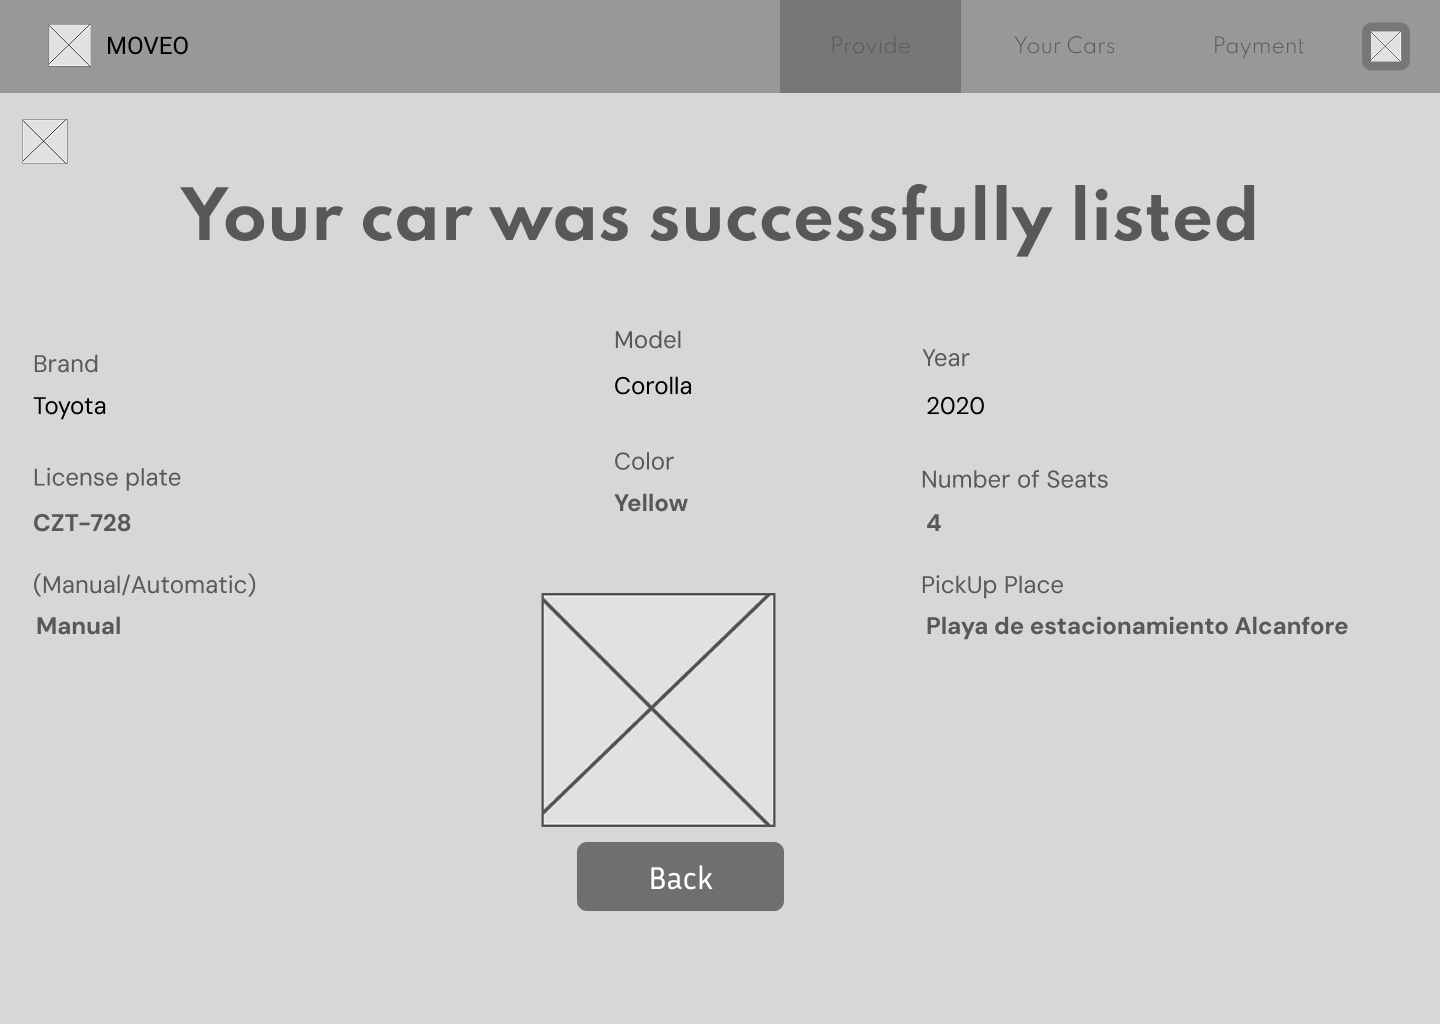 MOVEO
Provide
Your Cars
Payment
Your car was successfully listed
Brand
Toyota
Model
Corolla
Year
2020
License plate
CZT-728
Color
Yellow
Number of Seats
4
(Manual/Automatic)
Manual
PickUp Place
Playa de estacionamiento Alcanfore
Back